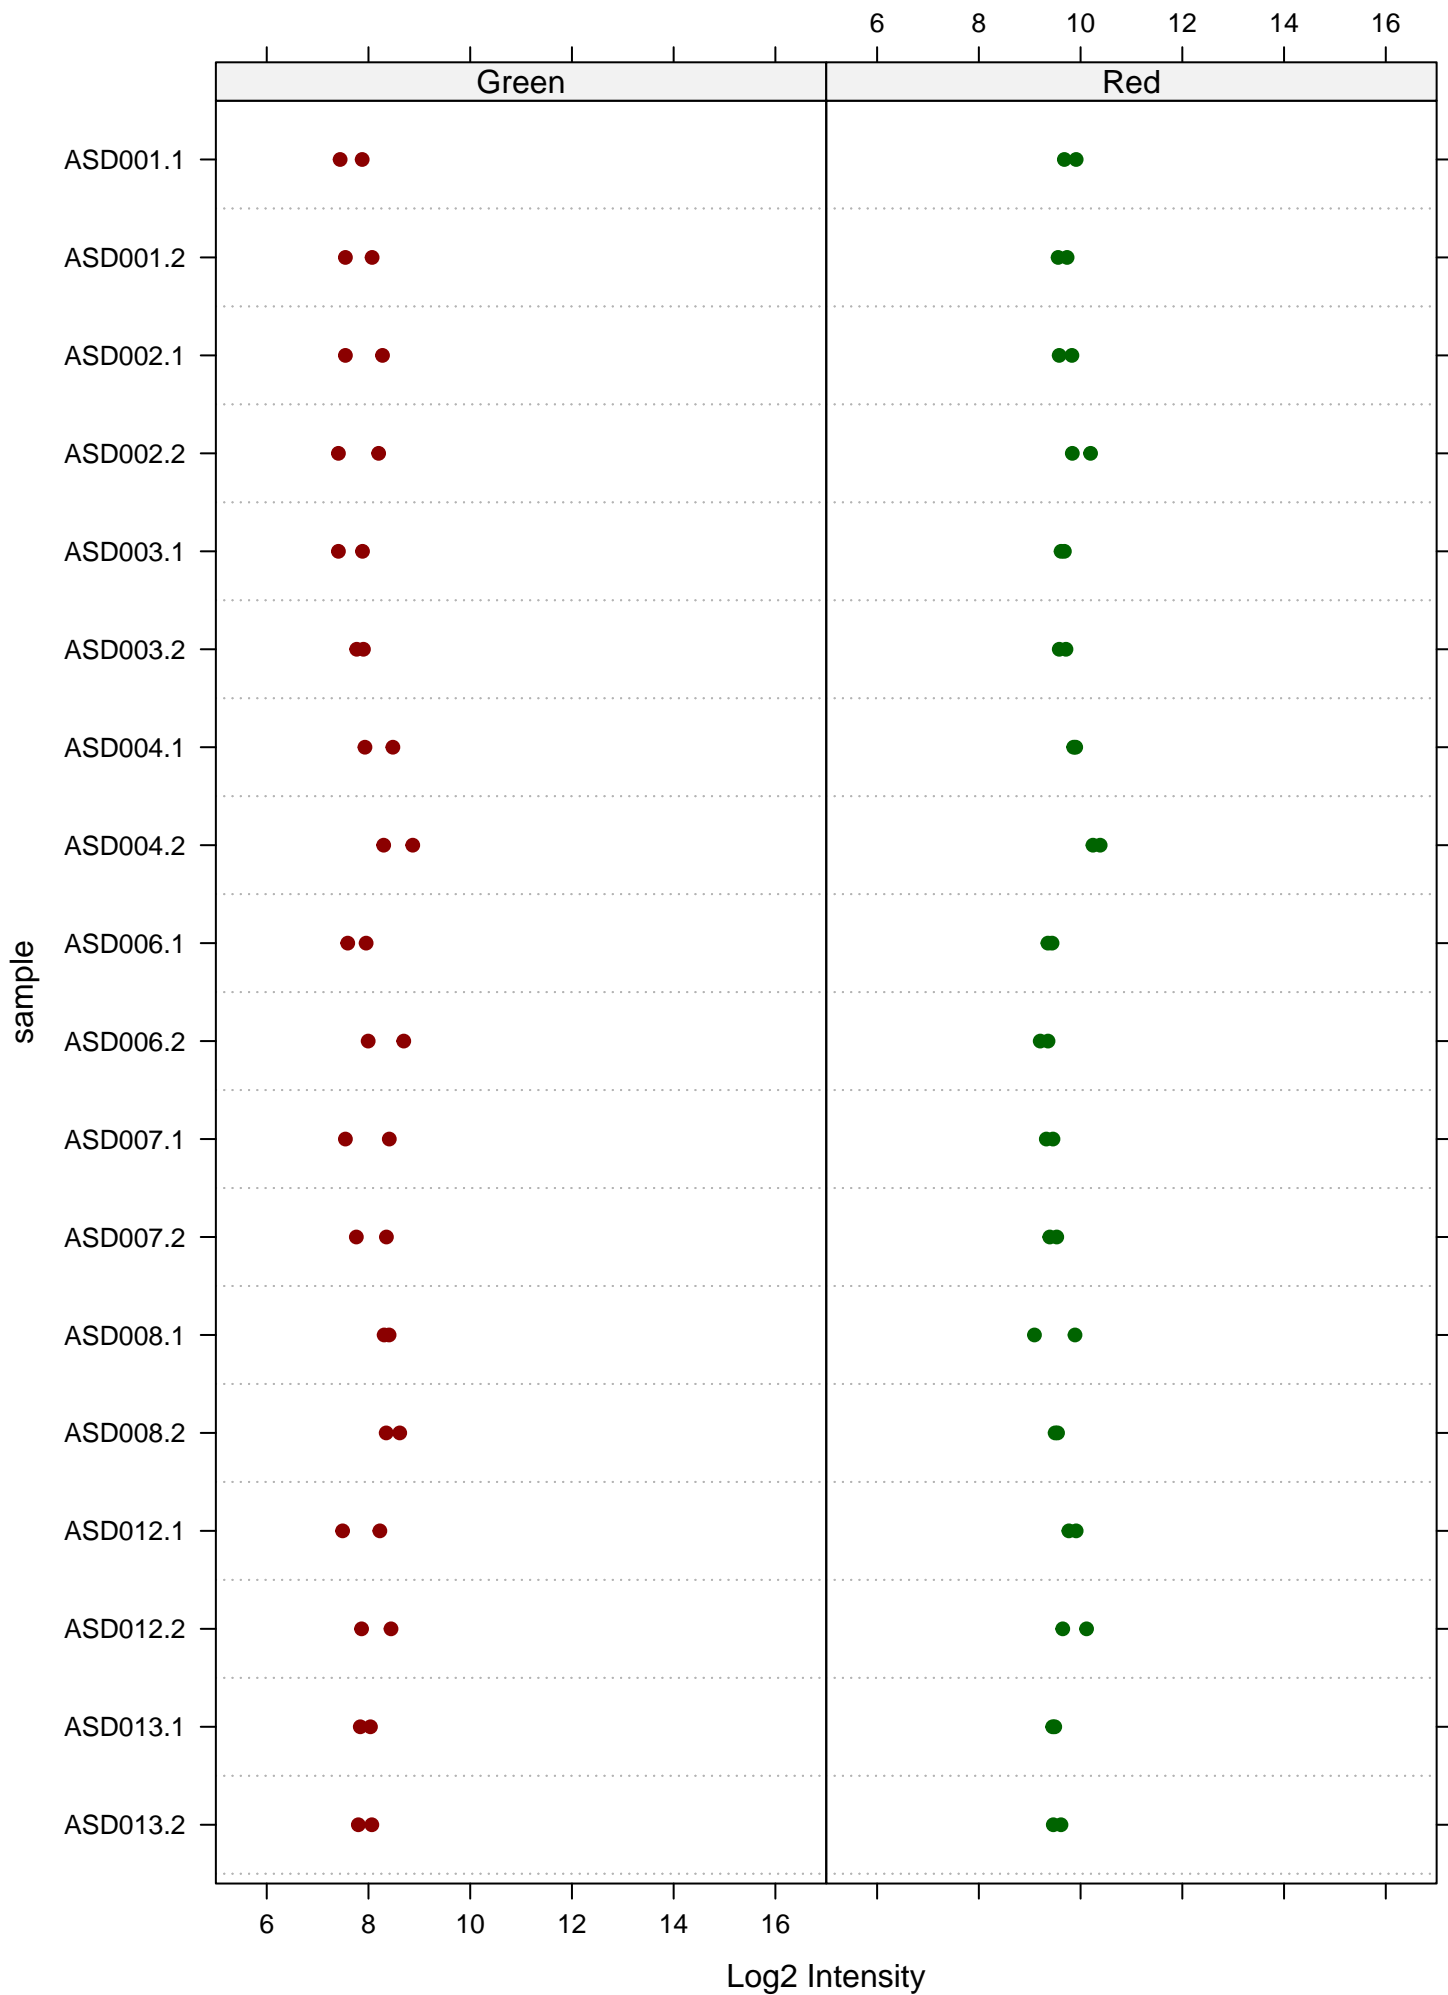 6 8 10 12 14 16
Green Red
ASD001.1
ASD001.2
ASD002.1
ASD002.2
ASD003.1
ASD003.2
ASD004.1
ASD004.2
ASD006.1
ASD006.2
ASD007.1
ASD007.2
ASD008.1
ASD008.2
ASD012.1
ASD012.2
ASD013.1
ASD013.2
sample
6 8 10 12 14 16
Log2 Intensity